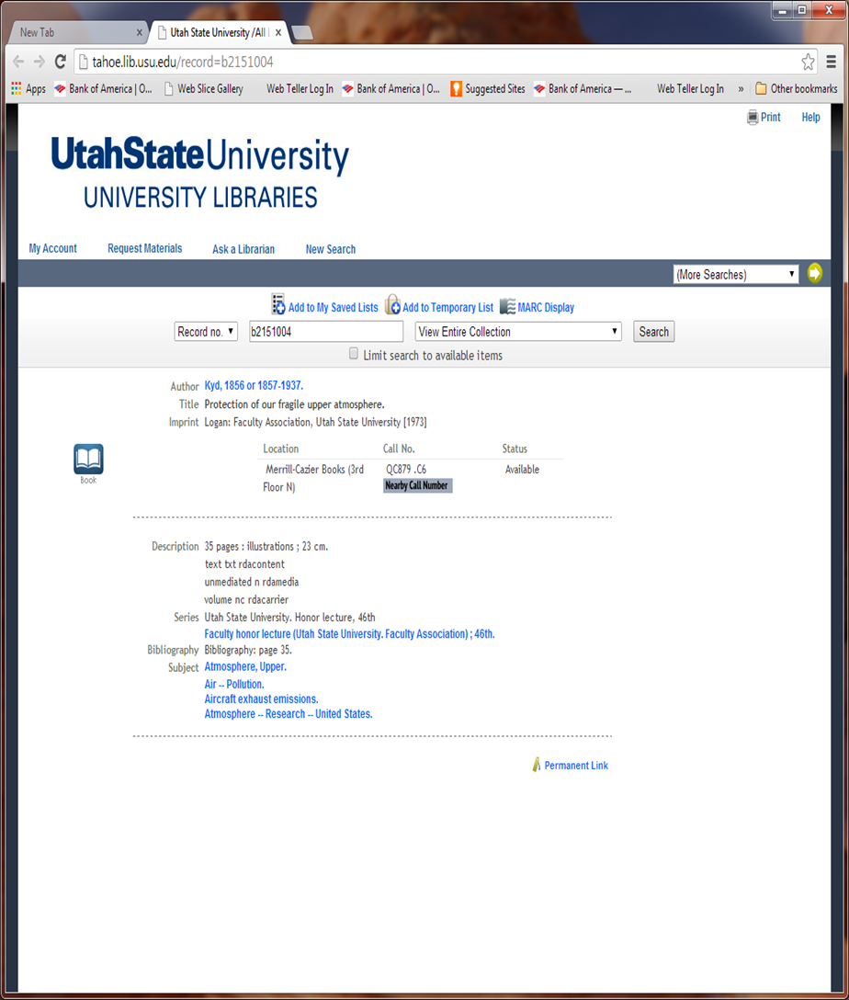 New Tab x Utah State University /All x
tahoe.lib.usu.edu/record=b2151004
Apps Bank of America | O... Web Slice Gallery Web Teller Log In Bank of America | O... Suggested Sites Bank of America — ... Web Teller Log In » Other bookmarks
Print Help
UtahStateUniversity
UNIVERSITY LIBRARIES
My Account Request Materials Ask a Librarian New Search
(More Searches)
Add to My Saved Lists Add to Temporary List MARC Display
Record no. b2151004 View Entire Collection Search
Limit search to available items
Author Kyd, 1856 or 1857-1937.
Title Protection of our fragile upper atmosphere.
Imprint Logan: Faculty Association, Utah State University [1973]
Book
Location Call No. Status
Merrill-Cazier Books (3rd Floor N) QC879 .C6 Available
Nearby Call Number
Description 35 pages : illustrations ; 23 cm.
text txt rdacontent
unmediated n rdamedia
volume nc rdacarrier
Series Utah State University. Honor lecture, 46th
Faculty honor lecture (Utah State University. Faculty Association) ; 46th.
Bibliography Bibliography: page 35.
Subject Atmosphere, Upper.
Air -- Pollution.
Aircraft exhaust emissions.
Atmosphere -- Research -- United States.
Permanent Link